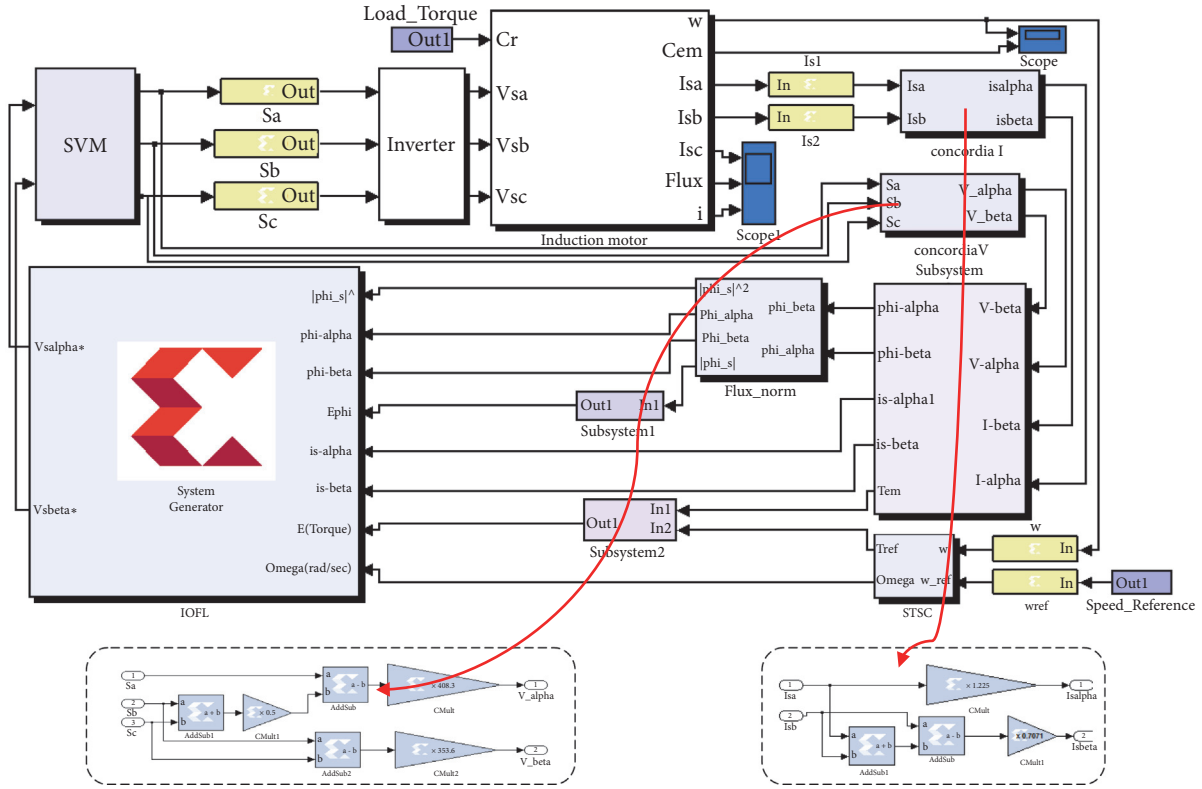 Load_Torque
Out1
Cr
w
Cem
Scope
SVM
Out
Sa
Out
Sb
Out
Sc
Inverter
Vsa
Vsb
Vsc
Isa
Isb
Isc
Flux
i
Induction motor
Scope1
Is1
In
In
Is2
Isa
Isb
isalpha
isbeta
concordia I
Sa
Sb
Sc
V_alpha
V_beta
concordiaV
Subsystem
|phi_s|^
phi-alpha
phi-beta
Ephi
is-alpha
is-beta
E(Torque)
Omega(rad/sec)
Vsalpha*
Vsbeta*
System
Generator
IOFL
|phi_s|^2
Phi_alpha
Phi_beta
|phi_s|
phi_beta
phi_alpha
Flux_norm
Out1 In1
Subsystem1
Out1
In1
In2
Subsystem2
phi-alpha
phi-beta
is-alpha1
is-beta
Tem
V-beta
V-alpha
I-beta
I-alpha
w
Tref
Omega
w
w_ref
STSC
In
In
wref
Out1
Speed_Reference
1
Sa
2
Sb
3
Sc
a
b
a + b
AddSub1
× 0.5
CMult1
a
b
a - b
AddSub
× 408.3
CMult
1
V_alpha
a
b
a - b
AddSub2
× 353.6
CMult2
2
V_beta
1
Isa
2
Isb
× 1.225
CMult
1
Isalpha
a
b
a + b
AddSub1
a
b
a - b
AddSub
x 0.7071
CMult1
2
Isbeta